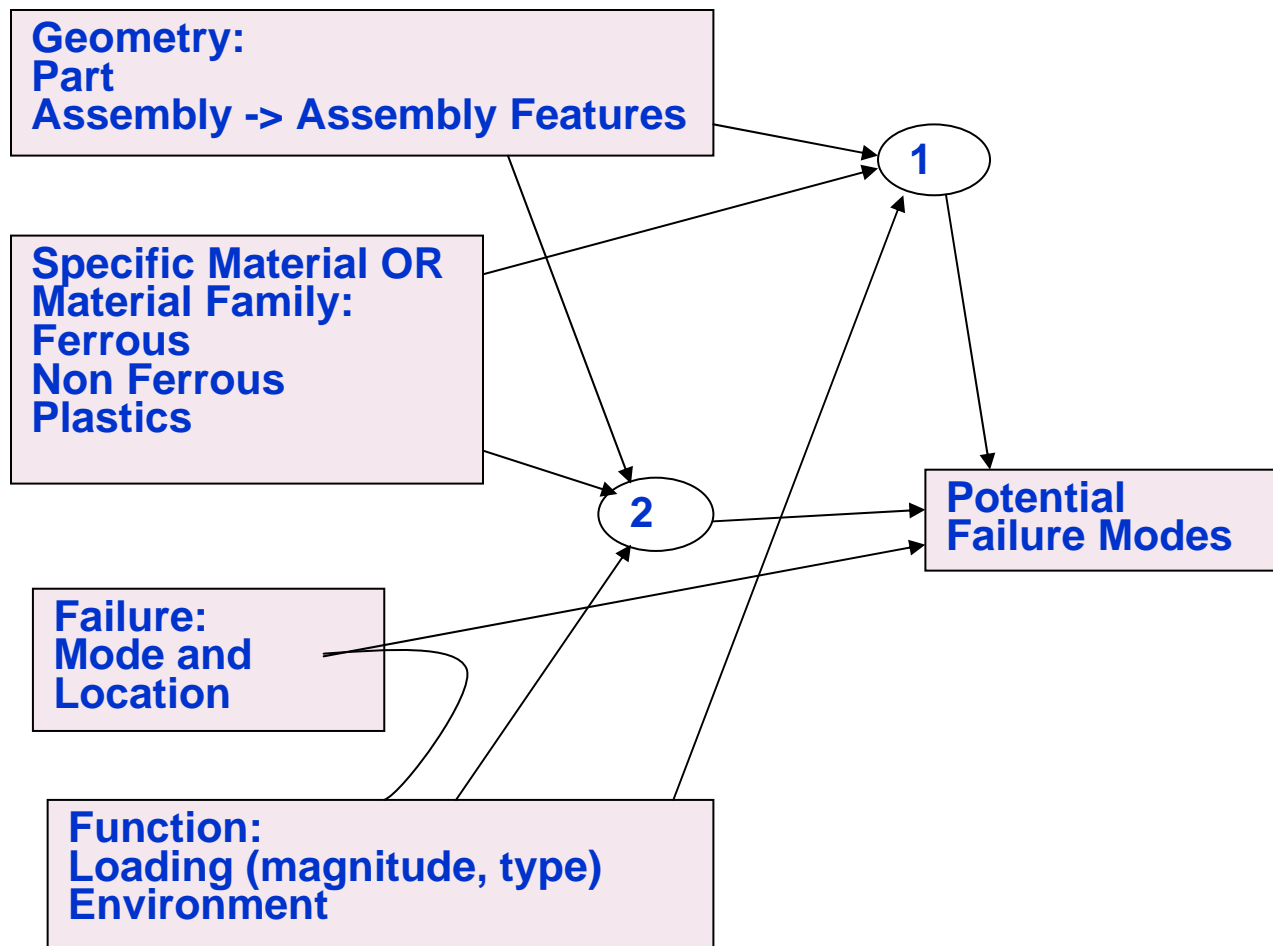 Geometry:
Part
Assembly -> Assembly Features
1
Specific Material OR
Material Family:
Ferrous
Non Ferrous
Plastics
2
Potential
Failure Modes
Failure:
Mode and
Location
Function:
Loading (magnitude, type)
Environment